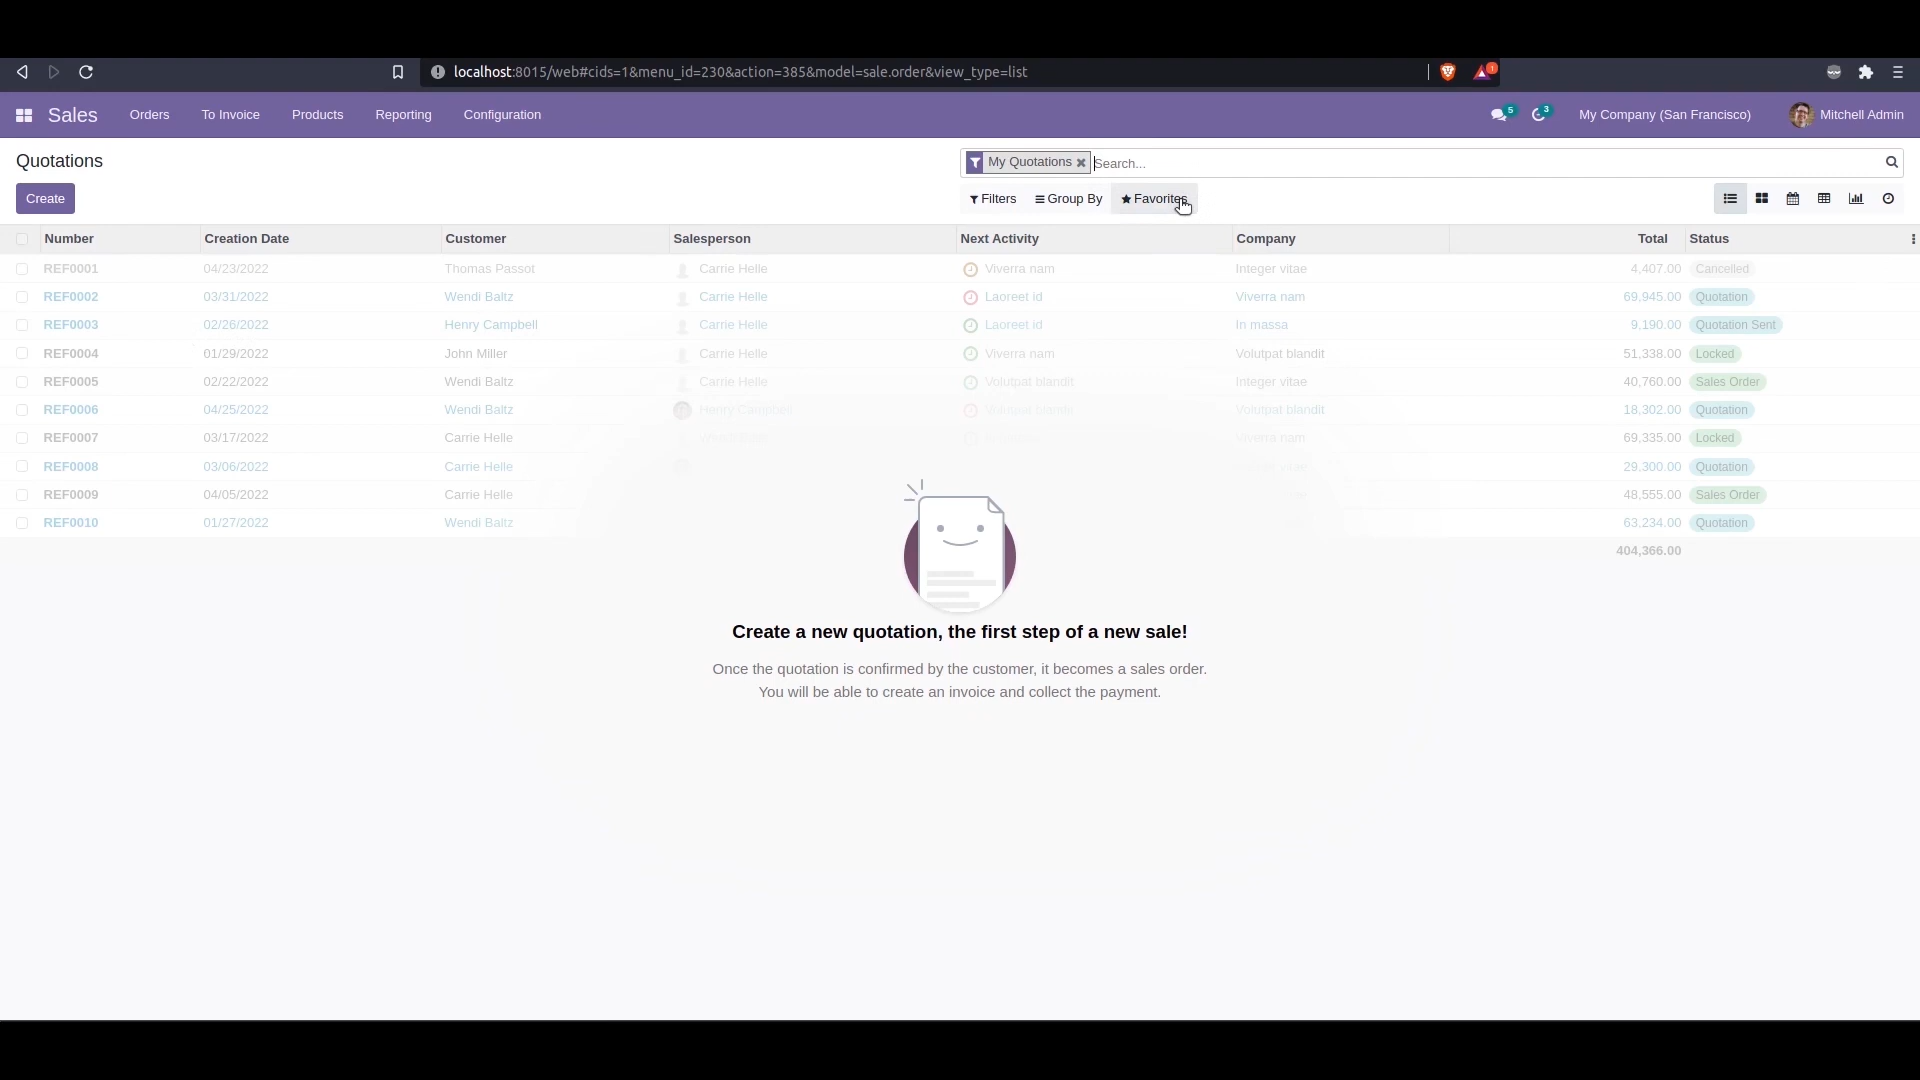 localhost:8015/web#cids=1&menu_id=230&action=385&model=sale.order&view_type=list 1
Sales Orders To Invoice Products Reporting Configuration 5 3 My Company (San Francisco) Mitchell Admin
Quotations My Quotations Search...
Create Filters Group By Favorites
Number Creation Date Customer Salesperson Next Activity Company Total Status
REF0001 04/23/2022 Thomas Passot Carrie Helle Viverra nam Integer vitae 4,407.00 Cancelled
REF0002 03/31/2022 Wendi Baltz Carrie Helle Laoreet id Viverra nam 69,945.00 Quotation
REF0003 02/26/2022 Henry Campbell Carrie Helle Laoreet id In massa 9,190.00 Quotation Sent
REF0004 01/29/2022 John Miller Carrie Helle Viverra nam Volutpat blandit 51,338.00 Locked
REF0005 02/22/2022 Wendi Baltz Carrie Helle Volutpat blandit Integer vitae 40,760.00 Sales Order
REF0006 04/25/2022 Wendi Baltz Henry Campbell Volutpat blandit Volutpat blandit 18,302.00 Quotation
REF0007 03/17/2022 Carrie Helle Viverra nam 69,335.00 Locked
REF0008 03/06/2022 Carrie Helle vitae 29,300.00 Quotation
REF0009 04/05/2022 Carrie Helle 48,555.00 Sales Order
REF0010 01/27/2022 Wendi Baltz 63,234.00 Quotation
404,366.00
Create a new quotation, the first step of a new sale!
Once the quotation is confirmed by the customer, it becomes a sales order.
You will be able to create an invoice and collect the payment.